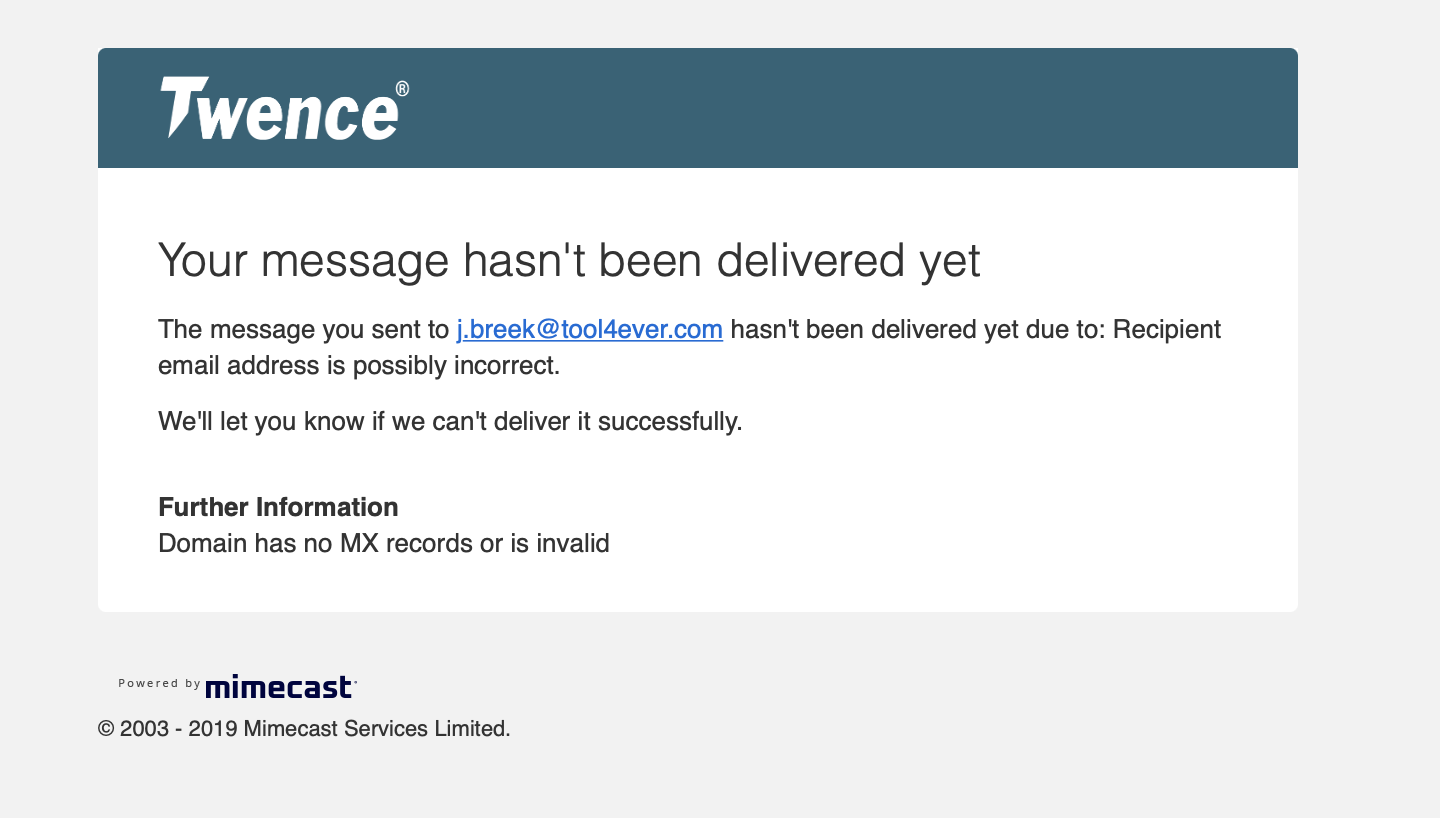 Twence®
Your message hasn't been delivered yet
The message you sent to j.breek@tool4ever.com hasn't been delivered yet due to: Recipient
email address is possibly incorrect.
We'll let you know if we can't deliver it successfully.
Further Information
Domain has no MX records or is invalid
Powered by mimecast
© 2003 - 2019 Mimecast Services Limited.